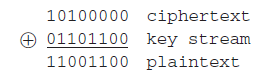 10100000 ciphertext
⊕ 01101100 key stream
11001100 plaintext